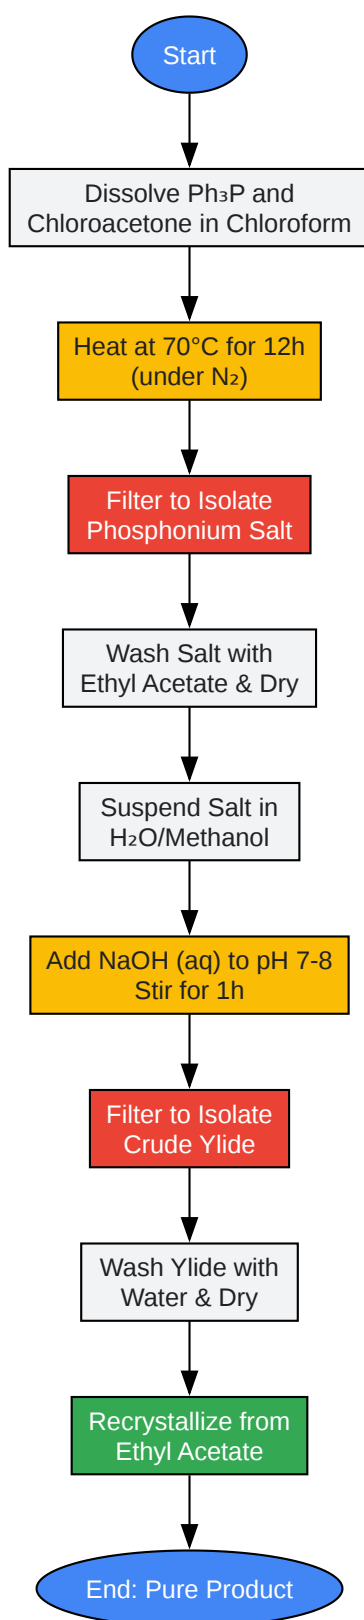 Start
Dissolve Ph₃P and
Chloroacetone in Chloroform
Heat at 70°C for 12h
(under N₂)
Filter to Isolate
Phosphonium Salt
Wash Salt with
Ethyl Acetate & Dry
Suspend Salt in
H₂O/Methanol
Add NaOH (aq) to pH 7-8
Stir for 1h
Filter to Isolate
Crude Ylide
Wash Ylide with
Water & Dry
Recrystallize from
Ethyl Acetate
End: Pure Product